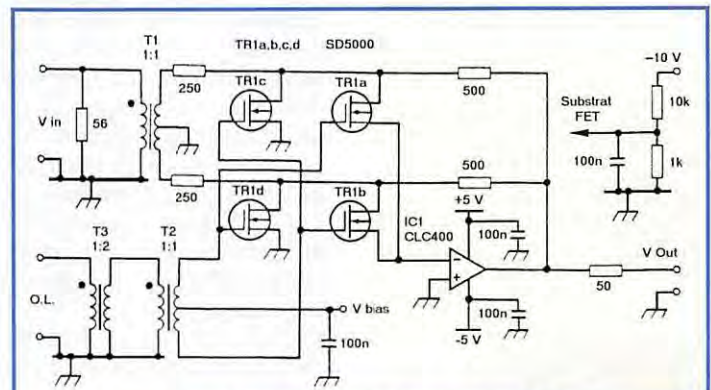 T1
1:1
TR1a,b,c,d SD5000
TR1c
TR1a
250
500
V in
56
–10 V
10k
Substrat
FET
100n
1k
250
500
TR1d
TR1b
T3
1:2
T2
1:1
IC1
CLC400
+5 V
100n
–
+
V Out
50
O.L.
V bias
100n
100n
-5 V